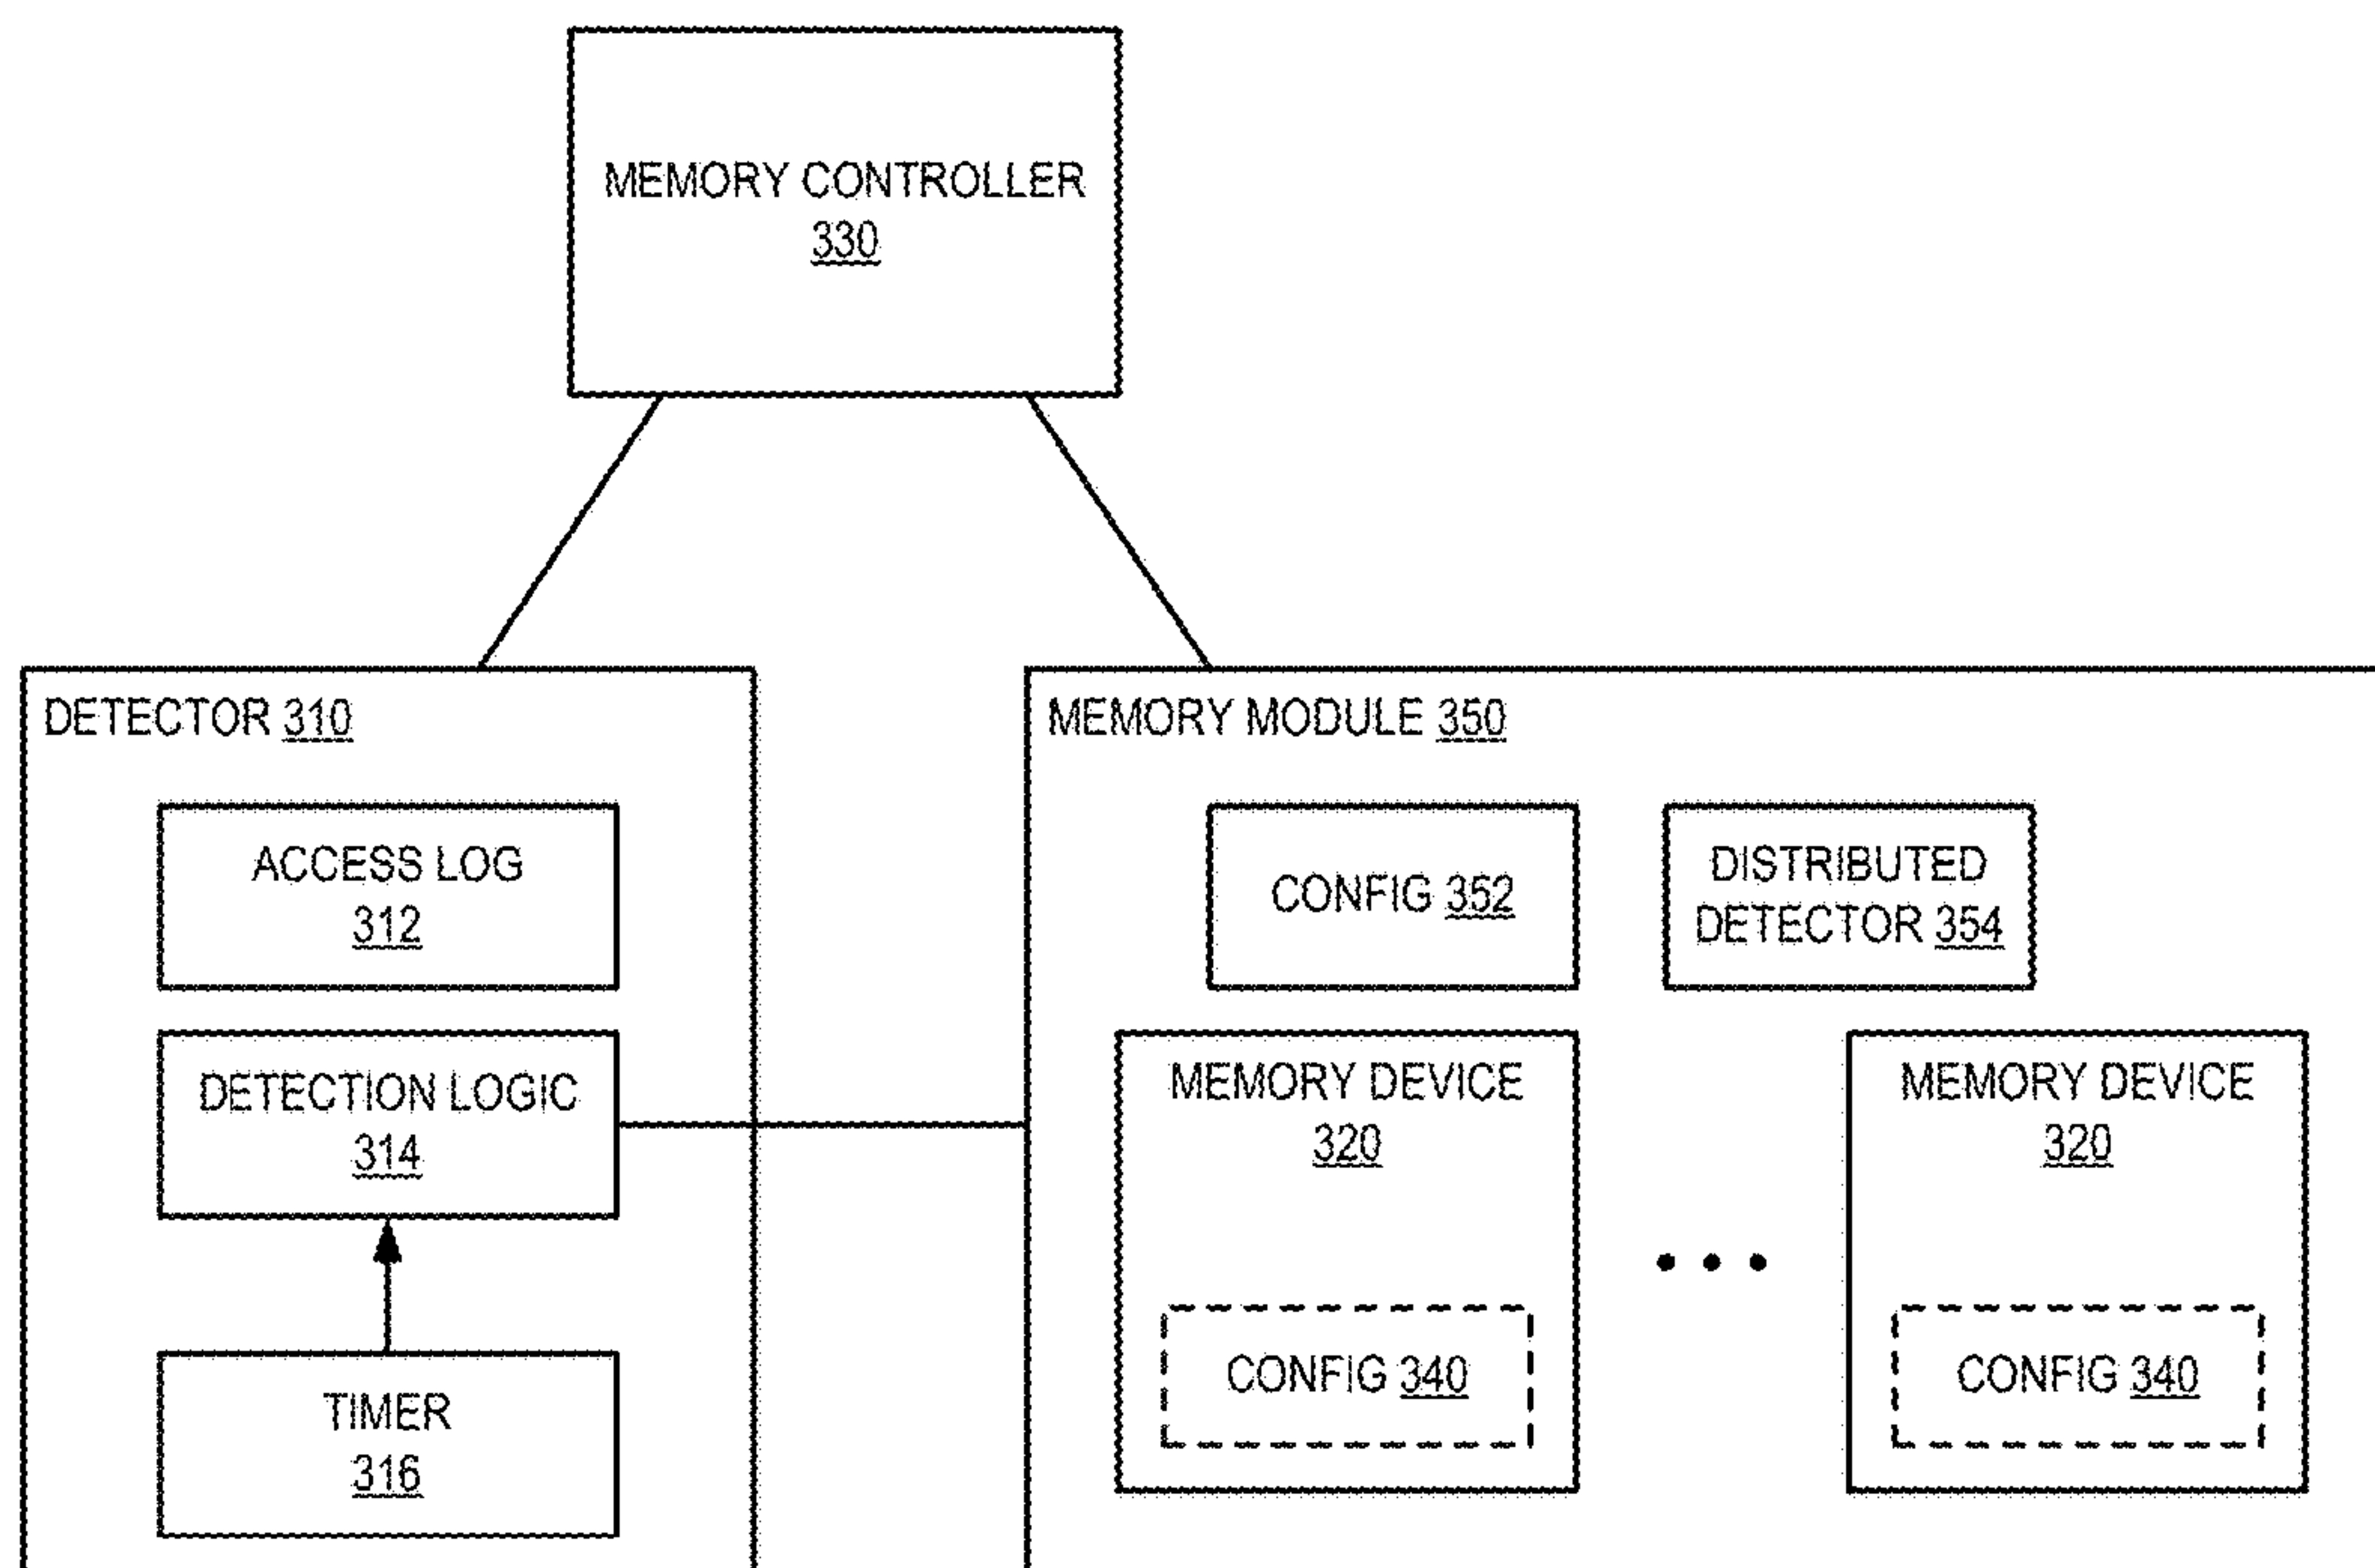 MEMORY CONTROLLER
330
DETECTOR 310
ACCESS LOG
312
DETECTION LOGIC
314
TIMER
316
MEMORY MODULE 350
CONFIG 352
DISTRIBUTED
DETECTOR 354
MEMORY DEVICE
320
CONFIG 340
MEMORY DEVICE
320
CONFIG 340